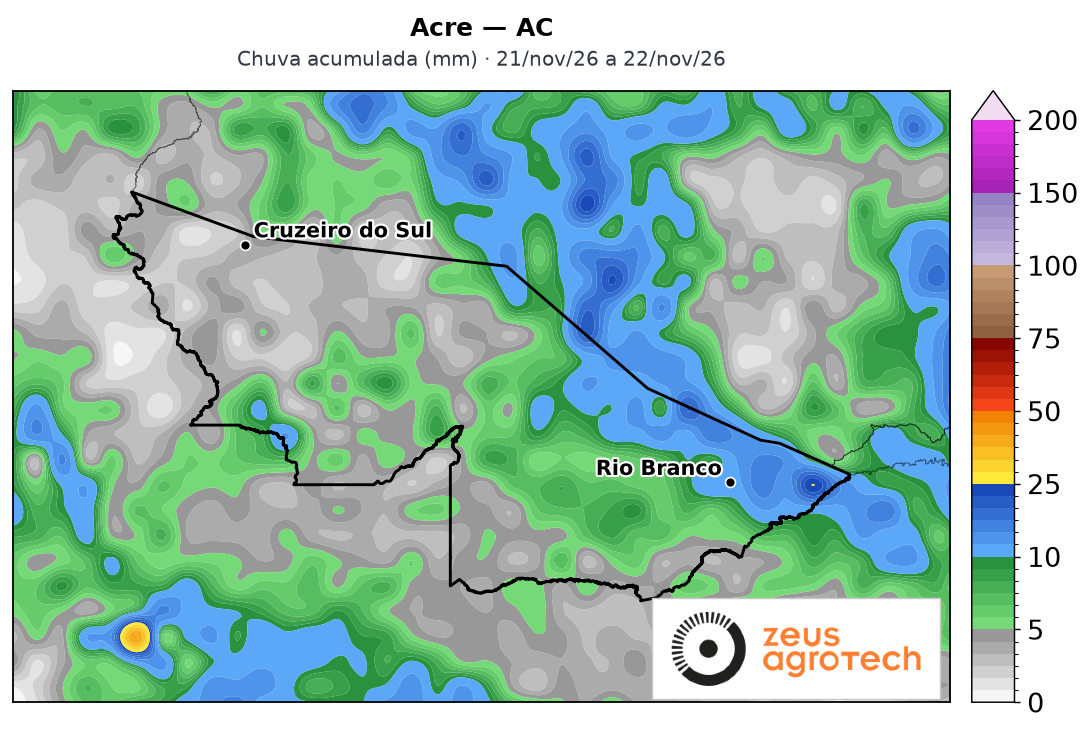 Acre — AC
Chuva acumulada (mm) · 21/nov/26 a 22/nov/26
Cruzeiro do Sul
Rio Branco
200
150
100
75
50
25
10
5
0
zeus
agrotech